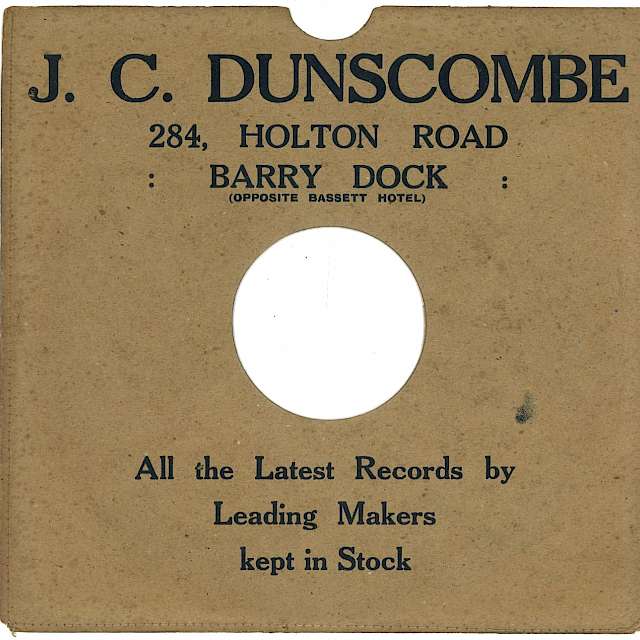 J. C. DUNSCOMBE
284, HOLTON ROAD
: BARRY DOCK :
(OPPOSITE BASSETT HOTEL)
All the Latest Records by
Leading Makers
kept in Stock